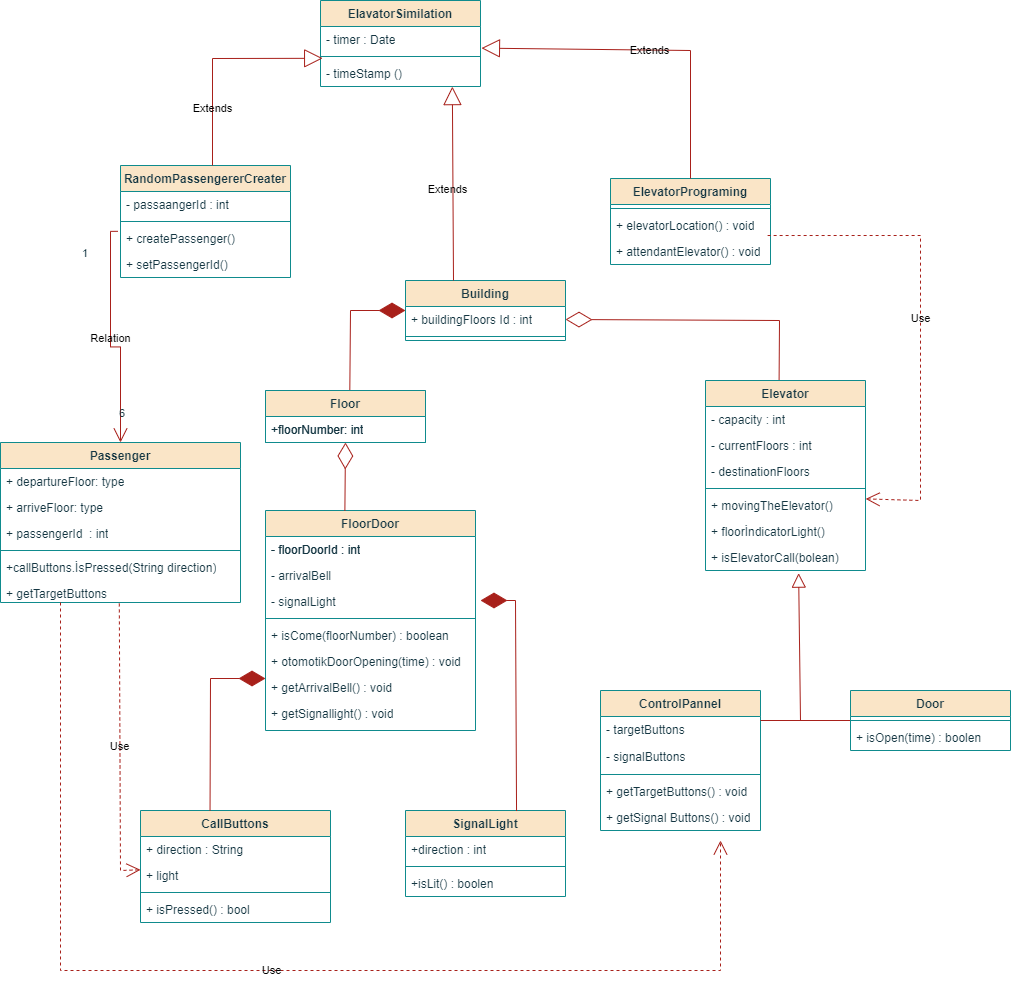 ElavatorSimilation
- timer : Date
- timeStamp ()
Extends
Extends
Extends
RandomPassengererCreater
- passaangerId : int
+ createPassenger()
+ setPassengerId()
ElevatorPrograming
+ elevatorLocation() : void
+ attendantElevator() : void
1
Relation
6
Use
Building
+ buildingFloors Id : int
Floor
+floorNumber: int
Elevator
- capacity : int
- currentFloors : int
- destinationFloors
+ movingTheElevator()
+ floorİndicatorLight()
+ isElevatorCall(bolean)
Passenger
+ departureFloor: type
+ arriveFloor: type
+ passengerId : int
+callButtons.İsPressed(String direction)
+ getTargetButtons
FloorDoor
- floorDoorId : int
- arrivalBell
- signalLight
+ isCome(floorNumber) : boolean
+ otomotikDoorOpening(time) : void
+ getArrivalBell() : void
+ getSignallight() : void
ControlPannel
- targetButtons
- signalButtons
+ getTargetButtons() : void
+ getSignal Buttons() : void
Door
+ isOpen(time) : boolen
Use
CallButtons
+ direction : String
+ light
+ isPressed() : bool
SignalLight
+direction : int
+isLit() : boolen
Use